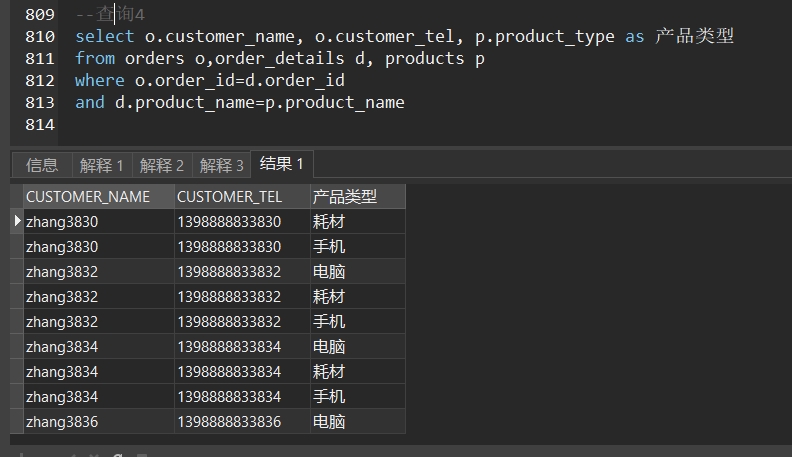 809 --查询4
810 select o.customer_name, o.customer_tel, p.product_type as 产品类型
811 from orders o,order_details d, products p
812 where o.order_id=d.order_id
813 and d.product_name=p.product_name
814
信息 解释 1 解释 2 解释 3 结果 1
CUSTOMER_NAME CUSTOMER_TEL 产品类型
zhang3830 1398888833830 耗材
zhang3830 1398888833830 手机
zhang3832 1398888833832 电脑
zhang3832 1398888833832 耗材
zhang3832 1398888833832 手机
zhang3834 1398888833834 电脑
zhang3834 1398888833834 耗材
zhang3834 1398888833834 手机
zhang3836 1398888833836 电脑